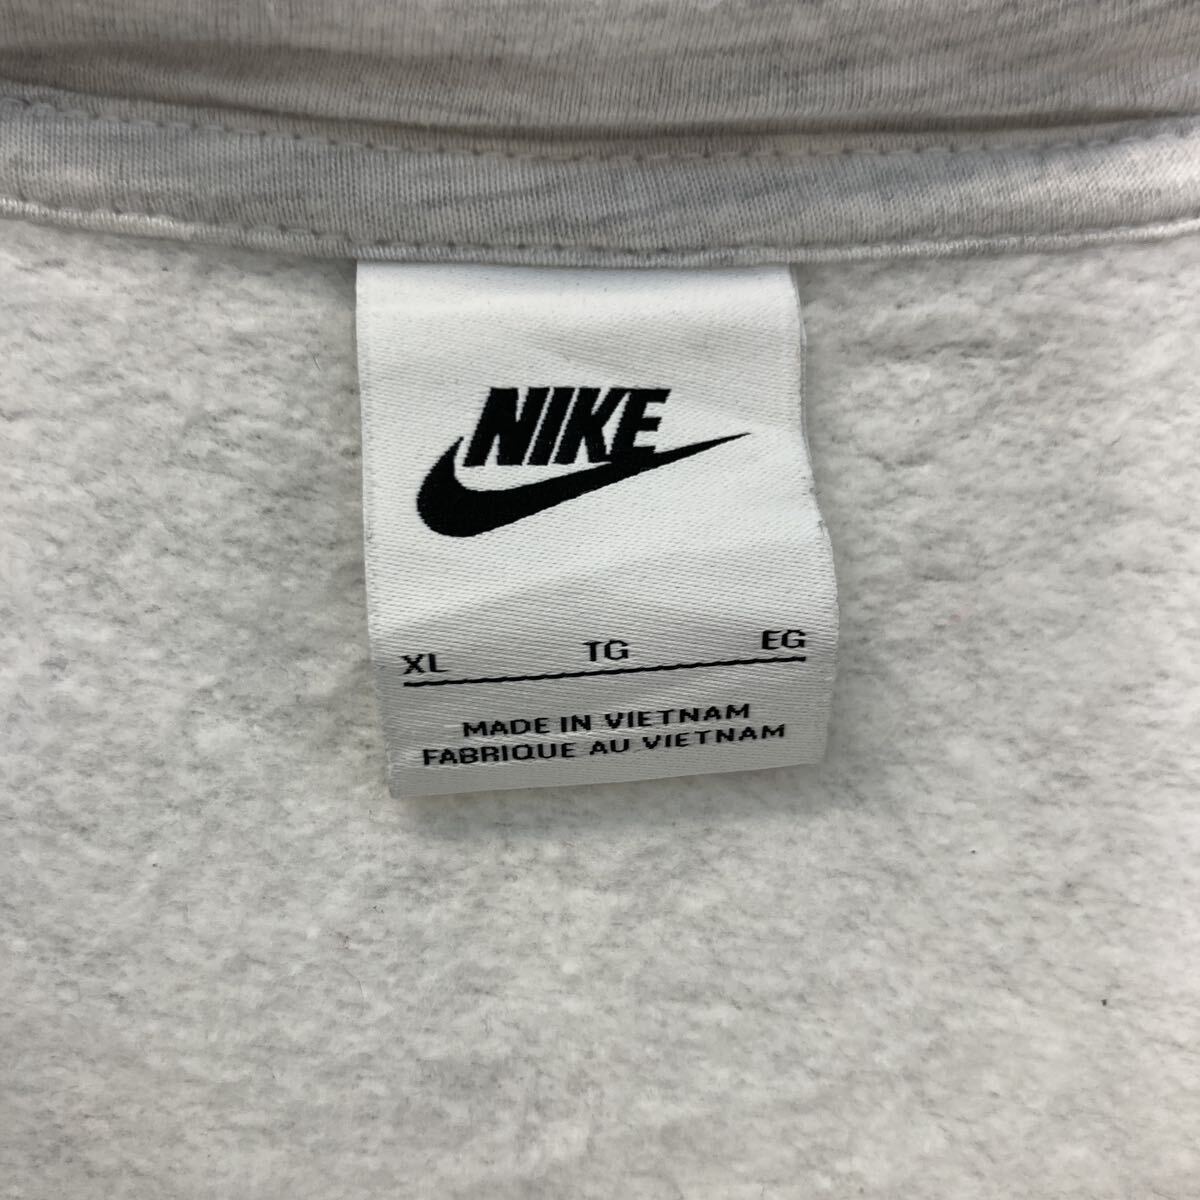 NIKE
XL TG EG
MADE IN VIETNAM
FABRIQUE AU VIETNAM